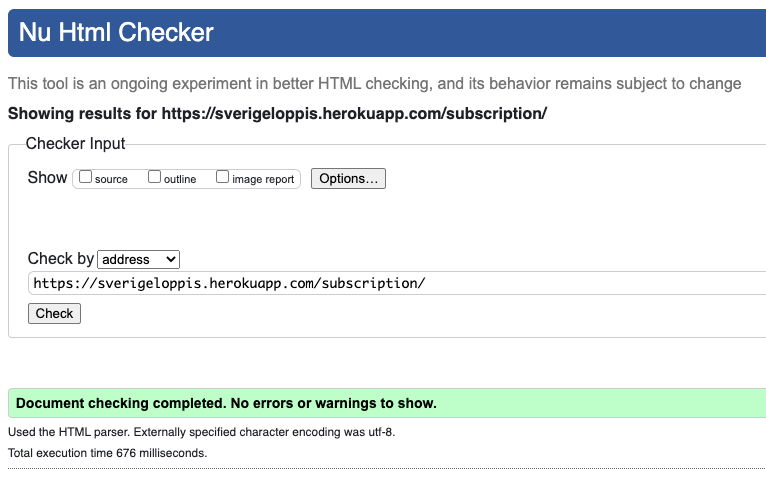 Nu Html Checker
This tool is an ongoing experiment in better HTML checking, and its behavior remains subject to change
Showing results for https://sverigeloppis.herokuapp.com/subscription/
Checker Input
Show source outline image report Options...
Check by address
https://sverigeloppis.herokuapp.com/subscription/
Check
Document checking completed. No errors or warnings to show.
Used the HTML parser. Externally specified character encoding was utf-8.
Total execution time 676 milliseconds.